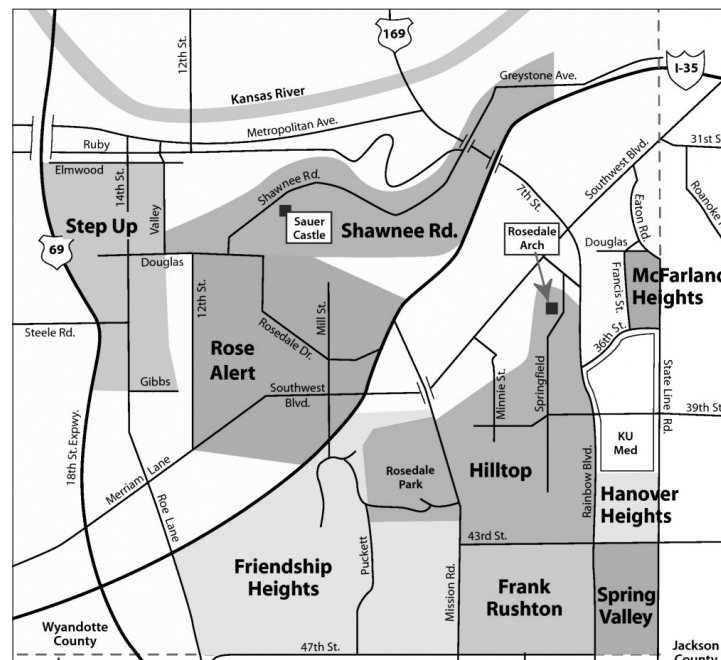 169
I-35
12th St.
Greystone Ave.
Kansas River
Metropolitan Ave.
Ruby
31st S
Elmwood
14th St.
Valley
Shawnee Rd.
7th St.
Southwest Blvd.
Eaton Rd.
Step Up
Sauer
Castle
Shawnee Rd.
Rosedale
Arch
69
Douglas
Douglas
McFarland
Heights
Francis St.
12th St.
Mill St.
Rosedale Dr.
Steele Rd.
Rose
Alert
36th St.
State Line Rd.
Gibbs
Southwest
Blvd.
Minnie St.
Springfield
39th St
KU
Med
18th St. Expwy.
Merriam Lane
Roe Lane
Rosedale
Park
Hilltop
Rainbow Blvd.
Hanover
Heights
43rd St.
Friendship
Heights
Puckett
Mission Rd.
Frank
Rushton
Spring
Valley
Wyandotte
County
47th St.
Jackson
County